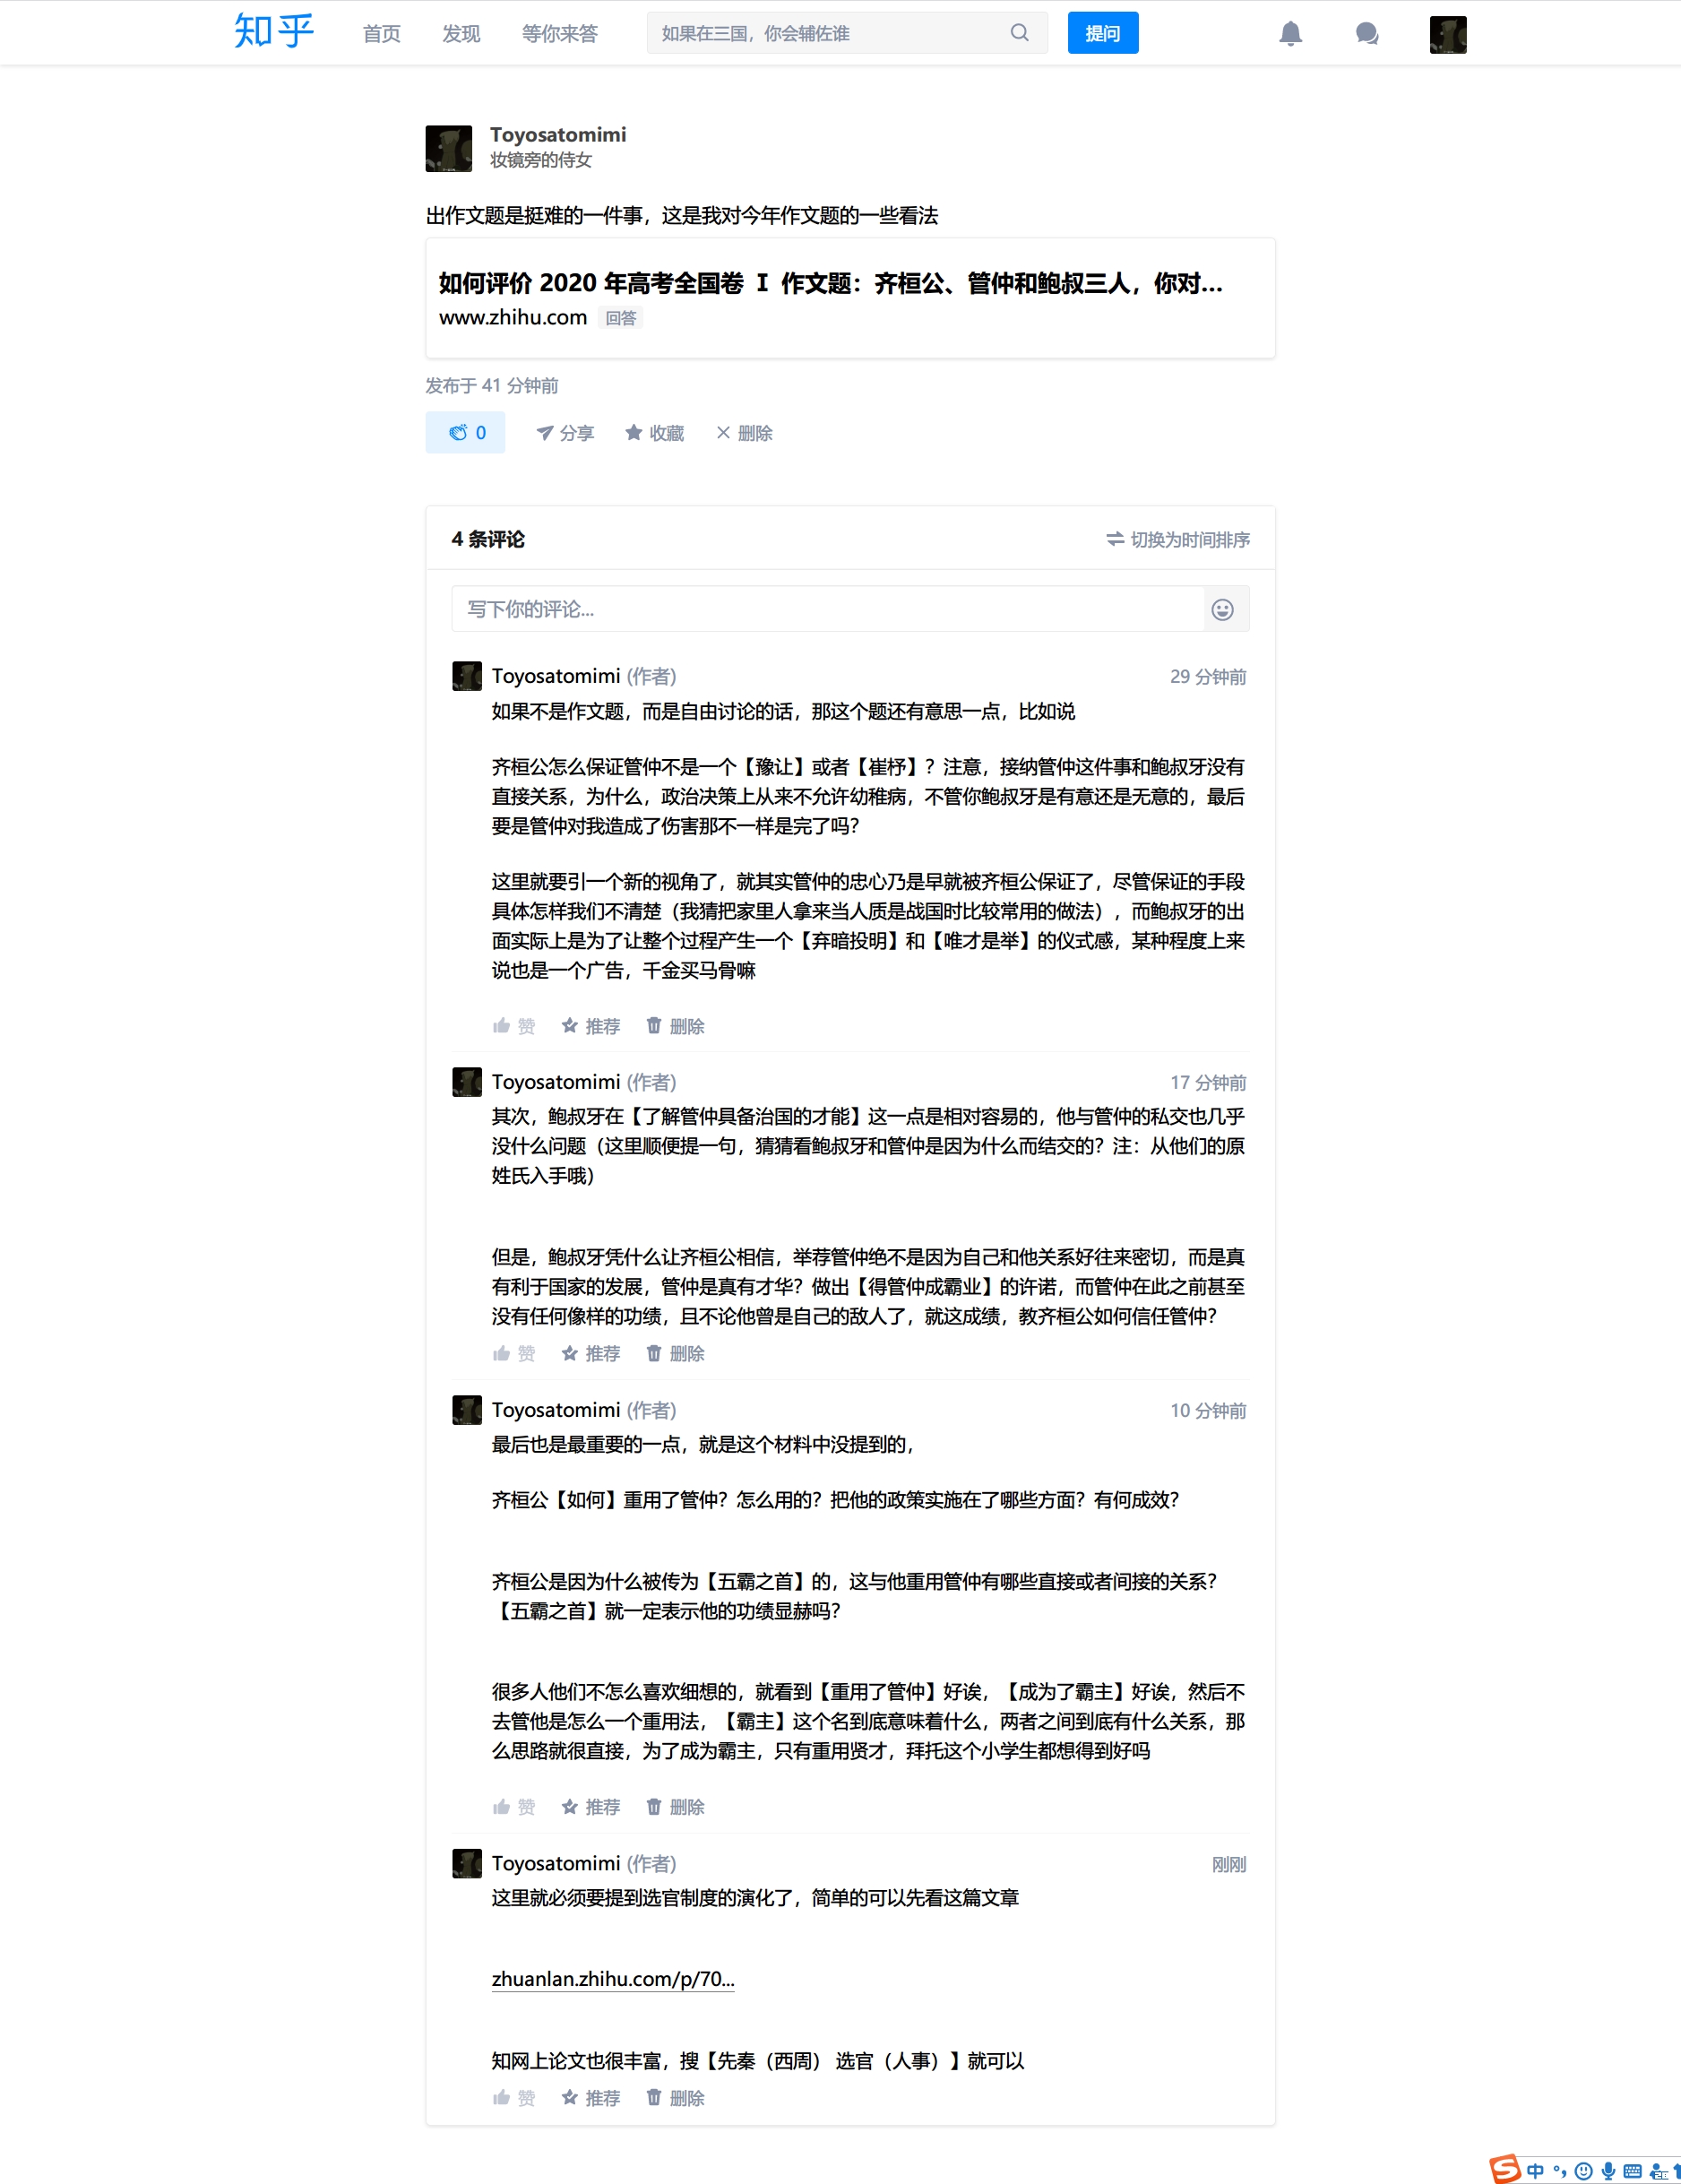 知乎 首页 发现 等你来答 如果在三国，你会辅佐谁 提问
Toyosatomimi
妆镜旁的侍女
出作文题是挺难的一件事，这是我对今年作文题的一些看法
如何评价 2020 年高考全国卷 Ⅰ 作文题：齐桓公、管仲和鲍叔三人，你对...
www.zhihu.com 回答
发布于 41 分钟前
0 分享 收藏 删除
4 条评论 切换为时间排序
写下你的评论...
Toyosatomimi (作者) 29 分钟前
如果不是作文题，而是自由讨论的话，那这个题还有意思一点，比如说
齐桓公怎么保证管仲不是一个【豫让】或者【崔杼】？注意，接纳管仲这件事和鲍叔牙没有
直接关系，为什么，政治决策上从来不允许幼稚病，不管你鲍叔牙是有意还是无意的，最后
要是管仲对我造成了伤害那不一样是完了吗？
这里就要引一个新的视角了，就其实管仲的忠心乃是早就被齐桓公保证了，尽管保证的手段
具体怎样我们不清楚（我猜把家里人拿来当人质是战国时比较常用的做法），而鲍叔牙的出
面实际上是为了让整个过程产生一个【弃暗投明】和【唯才是举】的仪式感，某种程度上来
说也是一个广告，千金买马骨嘛
赞 推荐 删除
Toyosatomimi (作者) 17 分钟前
其次，鲍叔牙在【了解管仲具备治国的才能】这一点是相对容易的，他与管仲的私交也几乎
没什么问题（这里顺便提一句，猜猜看鲍叔牙和管仲是因为什么而结交的？注：从他们的原
姓氏入手哦）
但是，鲍叔牙凭什么让齐桓公相信，举荐管仲绝不是因为自己和他关系好往来密切，而是真
有利于国家的发展，管仲是真有才华？做出【得管仲成霸业】的许诺，而管仲在此之前甚至
没有任何像样的功绩，且不论他曾是自己的敌人了，就这成绩，教齐桓公如何信任管仲？
赞 推荐 删除
Toyosatomimi (作者) 10 分钟前
最后也是最重要的一点，就是这个材料中没提到的，
齐桓公【如何】重用了管仲？怎么用的？把他的政策实施在了哪些方面？有何成效？
齐桓公是因为什么被传为【五霸之首】的，这与他重用管仲有哪些直接或者间接的关系？
【五霸之首】就一定表示他的功绩显赫吗？
很多人他们不怎么喜欢细想的，就看到【重用了管仲】好诶，【成为了霸主】好诶，然后不
去管他是怎么一个重用法，【霸主】这个名到底意味着什么，两者之间到底有什么关系，那
么思路就很直接，为了成为霸主，只有重用贤才，拜托这个小学生都想得到好吗
赞 推荐 删除
Toyosatomimi (作者) 刚刚
这里就必须要提到选官制度的演化了，简单的可以先看这篇文章
zhuanlan.zhihu.com/p/70...
知网上论文也很丰富，搜【先秦（西周） 选官（人事）】就可以
赞 推荐 删除
S 中